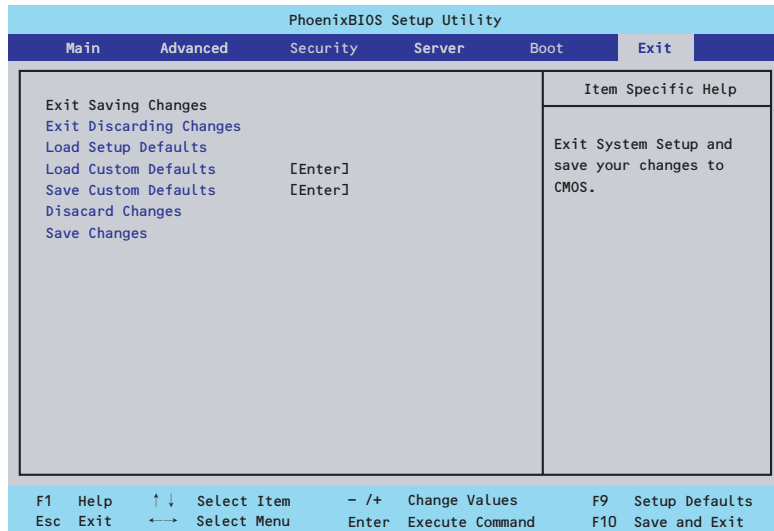 PhoenixBIOS Setup Utility
Main Advanced Security Server Boot Exit
Item Specific Help
Exit Saving Changes
Exit Discarding Changes
Load Setup Defaults
Load Custom Defaults [Enter]
Save Custom Defaults [Enter]
Disacard Changes
Save Changes
Exit System Setup and
save your changes to
CMOS.
F1 Help ↑↓ Select Item − /+ Change Values F9 Setup Defaults
Esc Exit ←→ Select Menu Enter Execute Command F10 Save and Exit